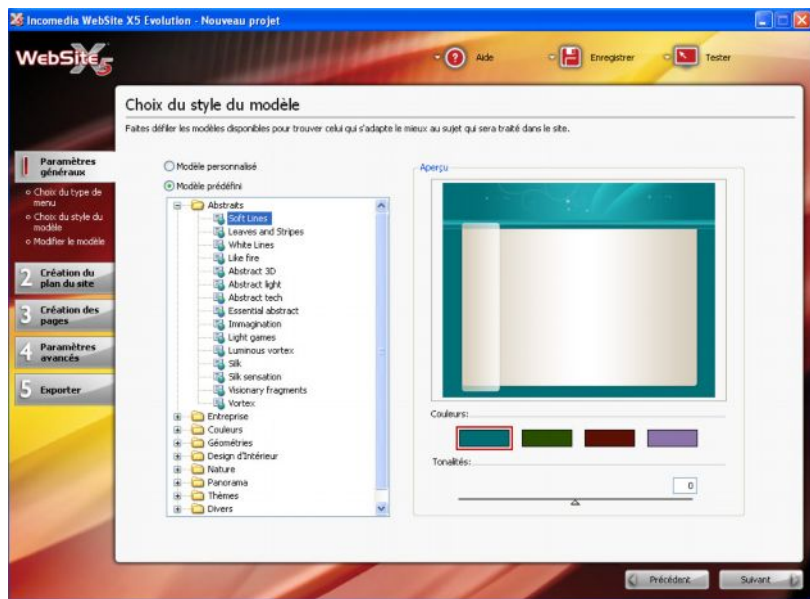 Incomedia WebSite X5 Evolution - Nouveau projet
WebSite X5
Aide
Enregistrer
Tester
Choix du style du modèle
Faites défiler les modèles disponibles pour trouver celui qui s'adapte le mieux au sujet qui sera traité dans le site.
1 Paramètres
généraux
Choix du type de
menu
Choix du style du
modèle
Modifier le modèle
2 Création du
plan du site
3 Création des
pages
4 Paramètres
avancés
5 Exporter
Modèle personnalisé
Modèle prédéfini
Abstraits
Soft Lines
Leaves and Stripes
White Lines
Like fire
Abstract 3D
Abstract light
Abstract tech
Essential abstract
Immagination
Light games
Luminous vortex
Silk
Silk sensation
Visionary fragments
Vortex
Entreprise
Couleurs
Géométries
Design d'Intérieur
Nature
Panorama
Thèmes
Divers
Aperçu
Couleurs:
Tonalités:
0
Précédent
Suivant